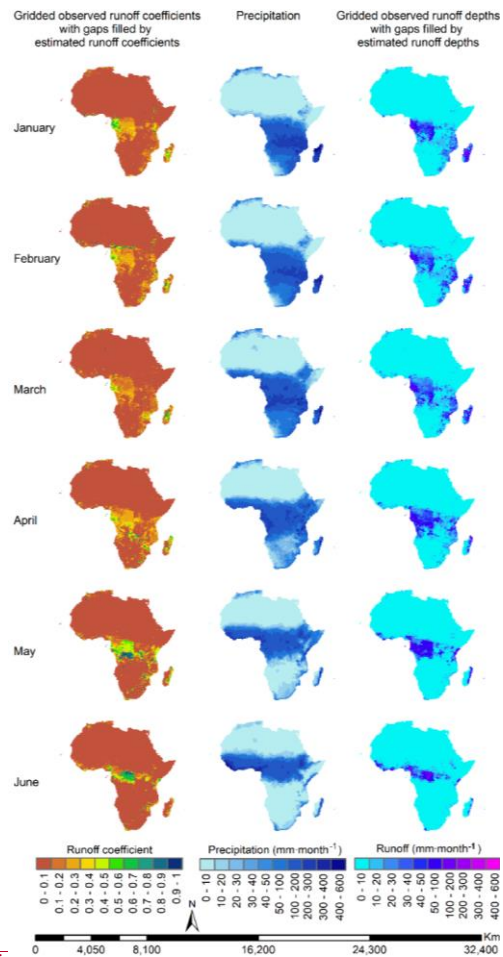 Gridded observed runoff coefficients
with gaps filled by
estimated runoff coefficients
Precipitation
Gridded observed runoff depths
with gaps filled by
estimated runoff depths
January
February
March
April
May
June
Runoff coefficient
0 - 0.1
0.1 - 0.2
0.2 - 0.3
0.3 - 0.4
0.4 - 0.5
0.5 - 0.6
0.6 - 0.7
0.7 - 0.8
0.8 - 0.9
0.9 - 1
Precipitation (mm·month⁻¹)
0 - 10
10 - 20
20 - 30
30 - 40
40 - 50
50 - 100
100 - 200
200 - 300
300 - 400
400 - 600
Runoff (mm·month⁻¹)
0 - 10
10 - 20
20 - 30
30 - 40
40 - 50
50 - 100
100 - 200
200 - 300
300 - 400
400 - 600
N
Km
0 4,050 8,100 16,200 24,300 32,400